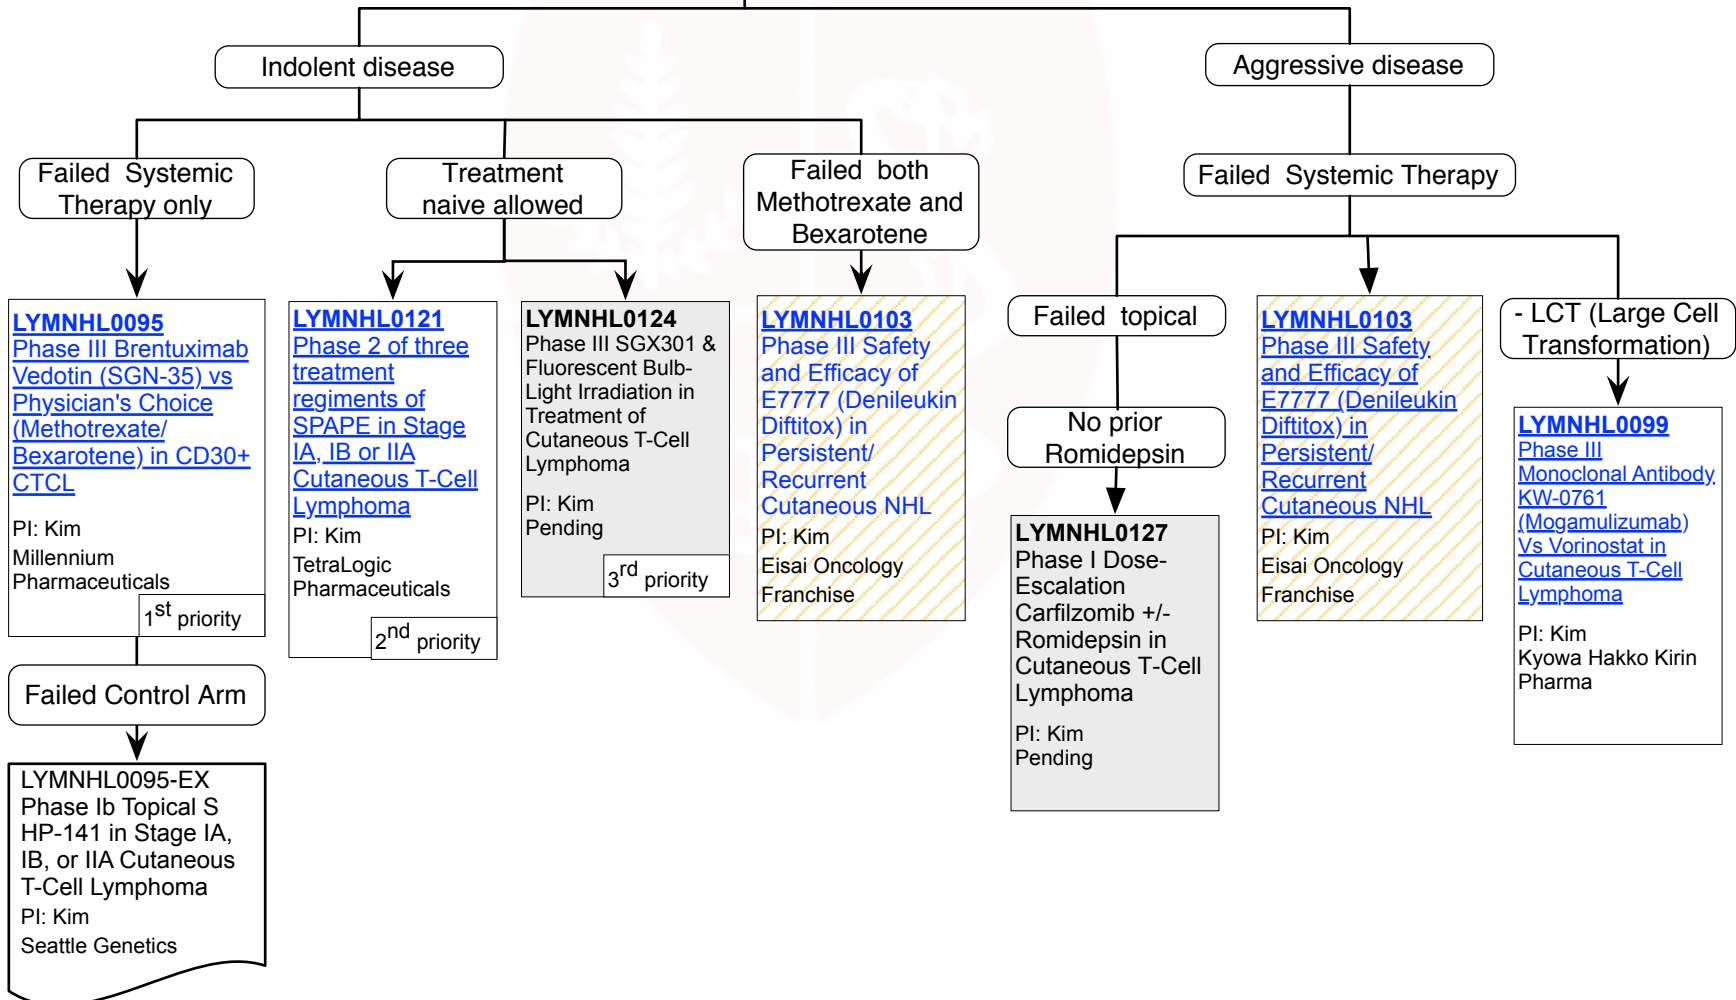 Indolent disease
Aggressive disease
Failed Systemic
Therapy only
Treatment
naive allowed
Failed both
Methotrexate and
Bexarotene
Failed Systemic Therapy
LYMNHL0095
Phase III Brentuximab
Vedotin (SGN-35) vs
Physician's Choice
(Methotrexate/
Bexarotene) in CD30+
CTCL
PI: Kim
Millennium
Pharmaceuticals
1st priority
LYMNHL0121
Phase 2 of three
treatment
regiments of
SPAPE in Stage
IA, IB or IIA
Cutaneous T-Cell
Lymphoma
PI: Kim
TetraLogic
Pharmaceuticals
2nd priority
LYMNHL0124
Phase III SGX301 &
Fluorescent Bulb-
Light Irradiation in
Treatment of
Cutaneous T-Cell
Lymphoma
PI: Kim
Pending
3rd priority
LYMNHL0103
Phase III Safety
and Efficacy of
E7777 (Denileukin
Diftitox) in
Persistent/
Recurrent
Cutaneous NHL
PI: Kim
Eisai Oncology
Franchise
Failed topical
No prior
Romidepsin
LYMNHL0127
Phase I Dose-
Escalation
Carfilzomib +/-
Romidepsin in
Cutaneous T-Cell
Lymphoma
PI: Kim
Pending
LYMNHL0103
Phase III Safety
and Efficacy of
E7777 (Denileukin
Diftitox) in
Persistent/
Recurrent
Cutaneous NHL
PI: Kim
Eisai Oncology
Franchise
- LCT (Large Cell
Transformation)
LYMNHL0099
Phase III
Monoclonal Antibody
KW-0761
(Mogamulizumab)
Vs Vorinostat in
Cutaneous T-Cell
Lymphoma
PI: Kim
Kyowa Hakko Kirin
Pharma
Failed Control Arm
LYMNHL0095-EX
Phase Ib Topical S
HP-141 in Stage IA,
IB, or IIA Cutaneous
T-Cell Lymphoma
PI: Kim
Seattle Genetics